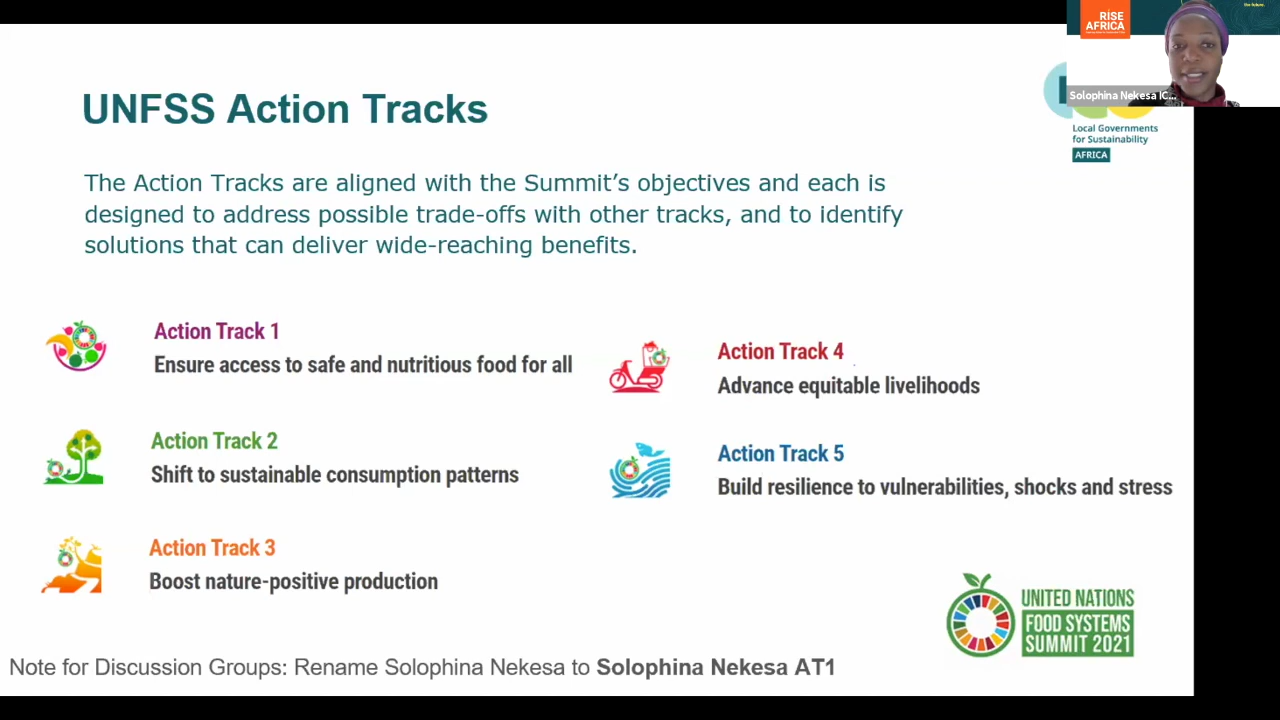 RISE
AFRICA
the future.
Solophina Nekesa IC...
UNFSS Action Tracks
Local Governments
for Sustainability
AFRICA
The Action Tracks are aligned with the Summit’s objectives and each is
designed to address possible trade-offs with other tracks, and to identify
solutions that can deliver wide-reaching benefits.
Action Track 1
Ensure access to safe and nutritious food for all
Action Track 2
Shift to sustainable consumption patterns
Action Track 3
Boost nature-positive production
Action Track 4
Advance equitable livelihoods
Action Track 5
Build resilience to vulnerabilities, shocks and stress
UNITED NATIONS
FOOD SYSTEMS
SUMMIT 2021
Note for Discussion Groups: Rename Solophina Nekesa to Solophina Nekesa AT1